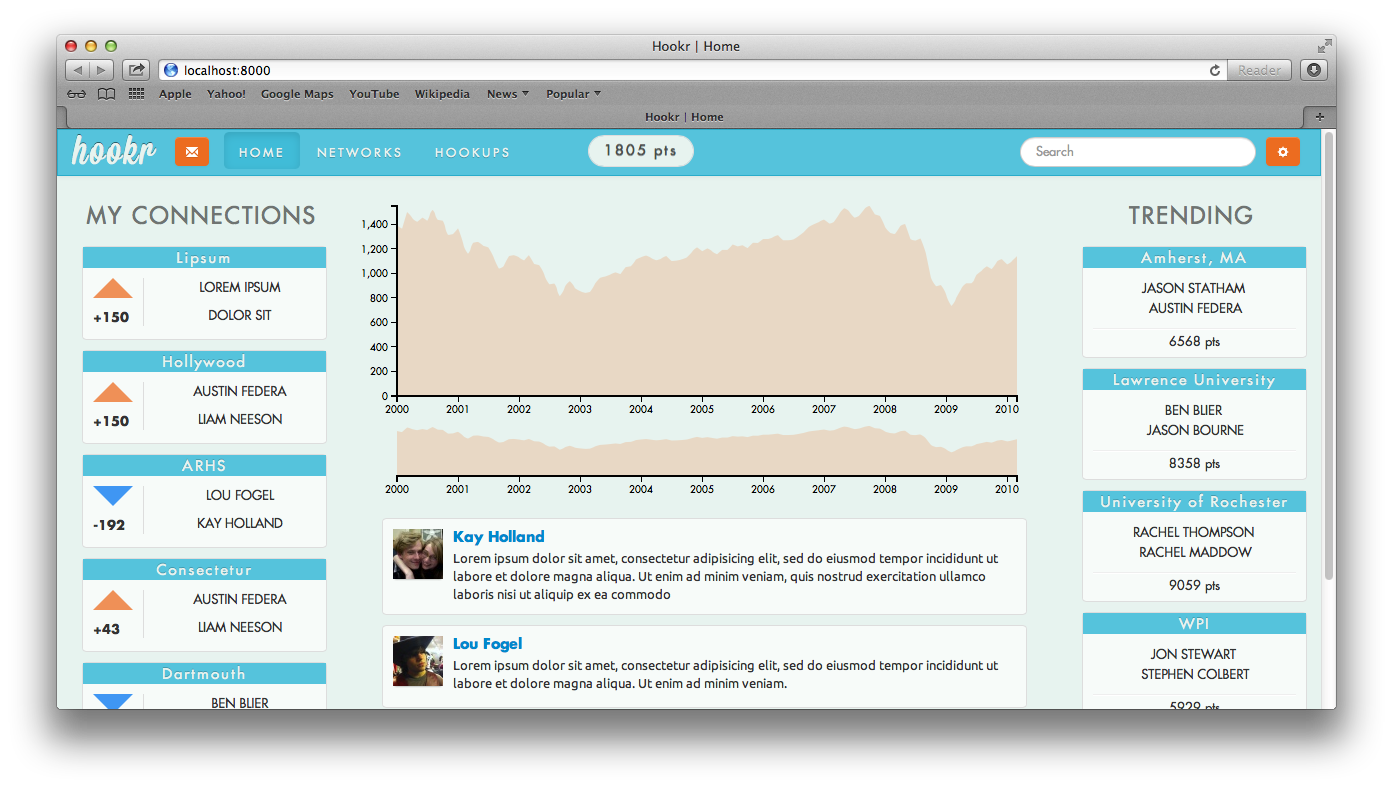 Hookr | Home
localhost:8000
Reader
Apple Yahoo! Google Maps YouTube Wikipedia News Popular
Hookr | Home
hookr HOME NETWORKS HOOKUPS 1805 pts Search
MY CONNECTIONS
Lipsum
LOREM IPSUM
+150
DOLOR SIT
Hollywood
AUSTIN FEDERA
+150
LIAM NEESON
ARHS
LOU FOGEL
-192
KAY HOLLAND
Consectetur
AUSTIN FEDERA
+43
LIAM NEESON
Dartmouth
BEN BLIER
1,400
1,200
1,000
800
600
400
200
0
2000 2001 2002 2003 2004 2005 2006 2007 2008 2009 2010
2000 2001 2002 2003 2004 2005 2006 2007 2008 2009 2010
Kay Holland
Lorem ipsum dolor sit amet, consectetur adipisicing elit, sed do eiusmod tempor incididunt ut
labore et dolore magna aliqua. Ut enim ad minim veniam, quis nostrud exercitation ullamco
laboris nisi ut aliquip ex ea commodo
Lou Fogel
Lorem ipsum dolor sit amet, consectetur adipisicing elit, sed do eiusmod tempor incididunt ut
labore et dolore magna aliqua. Ut enim ad minim veniam.
TRENDING
Amherst, MA
JASON STATHAM
AUSTIN FEDERA
6568 pts
Lawrence University
BEN BLIER
JASON BOURNE
8358 pts
University of Rochester
RACHEL THOMPSON
RACHEL MADDOW
9059 pts
WPI
JON STEWART
STEPHEN COLBERT
5929 pts